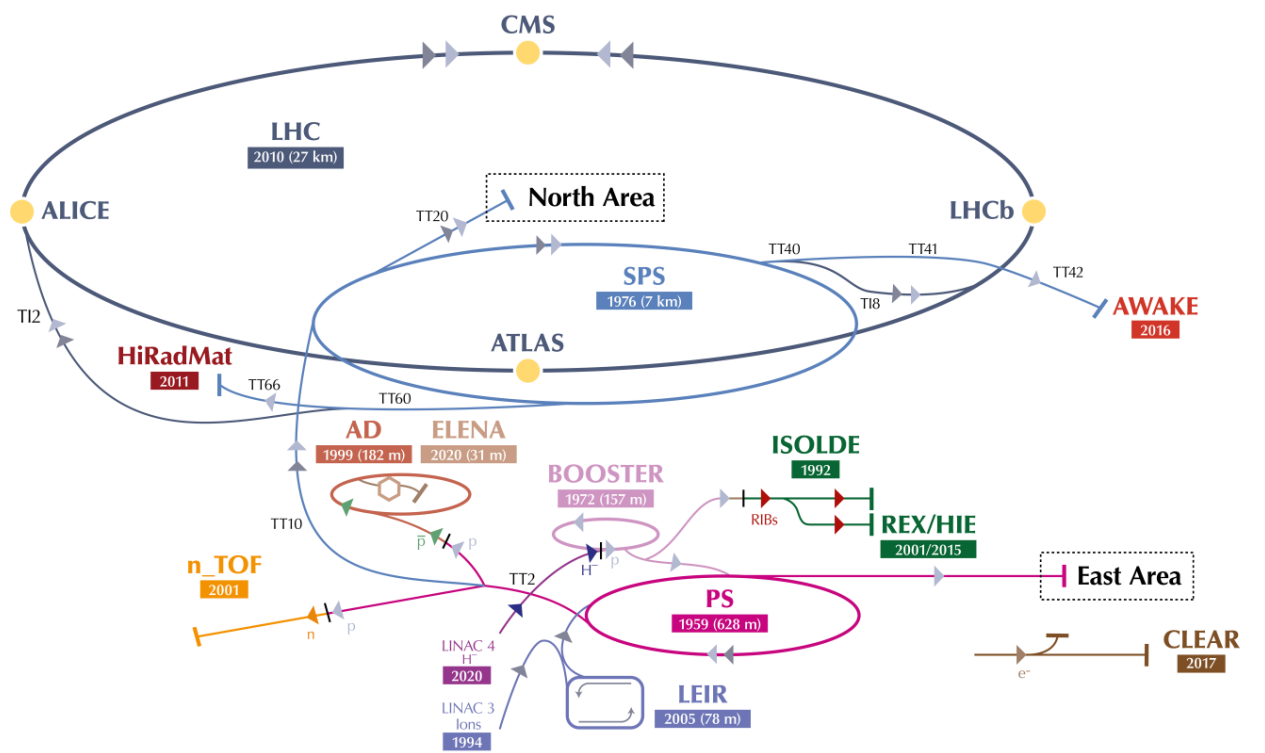 CMS
LHC
2010 (27 km)
ALICE
LHCb
TT20
North Area
SPS
1976 (7 km)
TT40
TT41
TT42
TI8
AWAKE
2016
TI2
ATLAS
HiRadMat
2011
TT66
TT60
AD
1999 (182 m)
ELENA
2020 (31 m)
BOOSTER
1972 (157 m)
ISOLDE
1992
RIBs
REX/HIE
2001/2015
TT10
p̅
p
H⁻
p
n_TOF
2001
n
p
TT2
PS
1959 (628 m)
East Area
LINAC 4
H⁻
2020
LINAC 3
Ions
1994
LEIR
2005 (78 m)
CLEAR
2017
e-